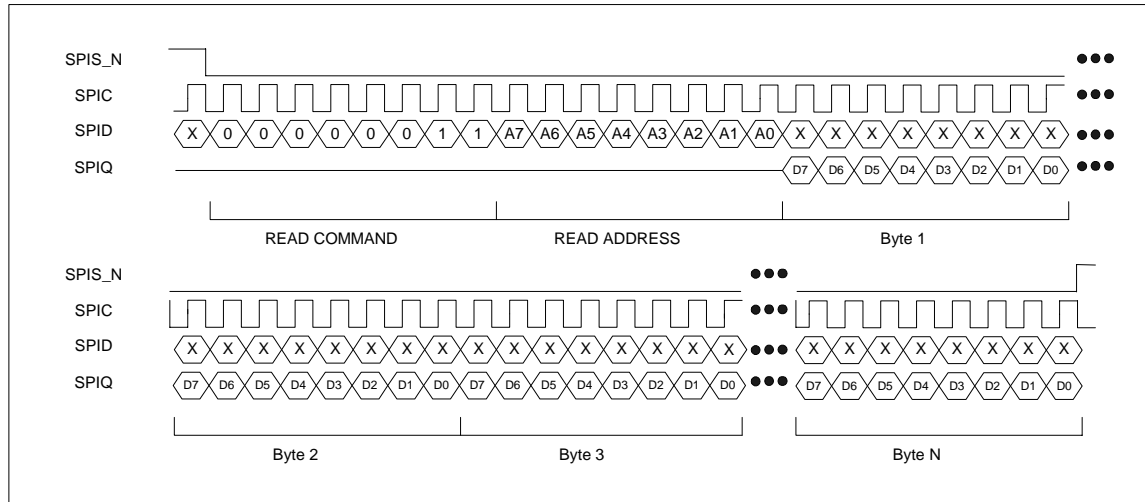 SPIS_N
SPIC
SPID X 0 0 0 0 0 0 1 1 A7 A6 A5 A4 A3 A2 A1 A0 X X X X X X X X
SPIQ D7 D6 D5 D4 D3 D2 D1 D0
READ COMMAND READ ADDRESS Byte 1
SPIS_N
SPIC
SPID X X X X X X X X X X X X X X X X X X X X X X X X
SPIQ D7 D6 D5 D4 D3 D2 D1 D0 D7 D6 D5 D4 D3 D2 D1 D0 D7 D6 D5 D4 D3 D2 D1 D0
Byte 2 Byte 3 Byte N